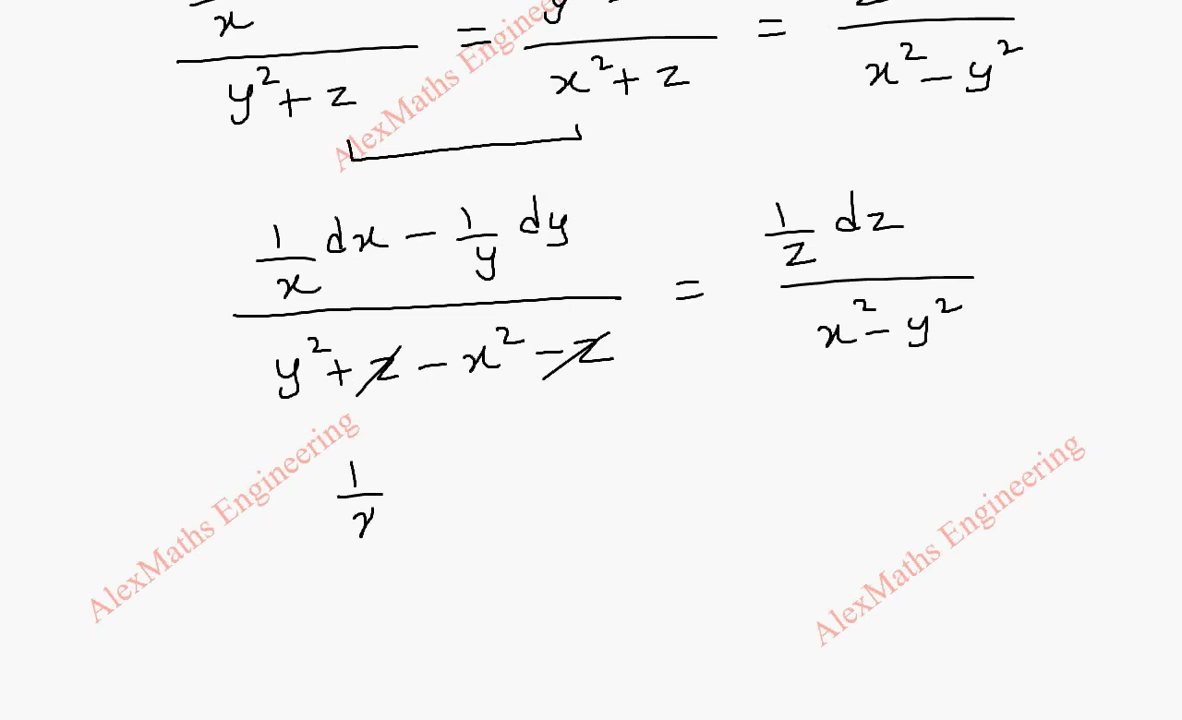 x/(y² + z) = y/(x² + z) = /(x² − y²)
(1/x dx − 1/y dy)/(y² + z − x² − z) = (1/z dz)/(x² − y²)
1/x
AlexMaths Engineering
AlexMaths Engineering
AlexMaths Engineering